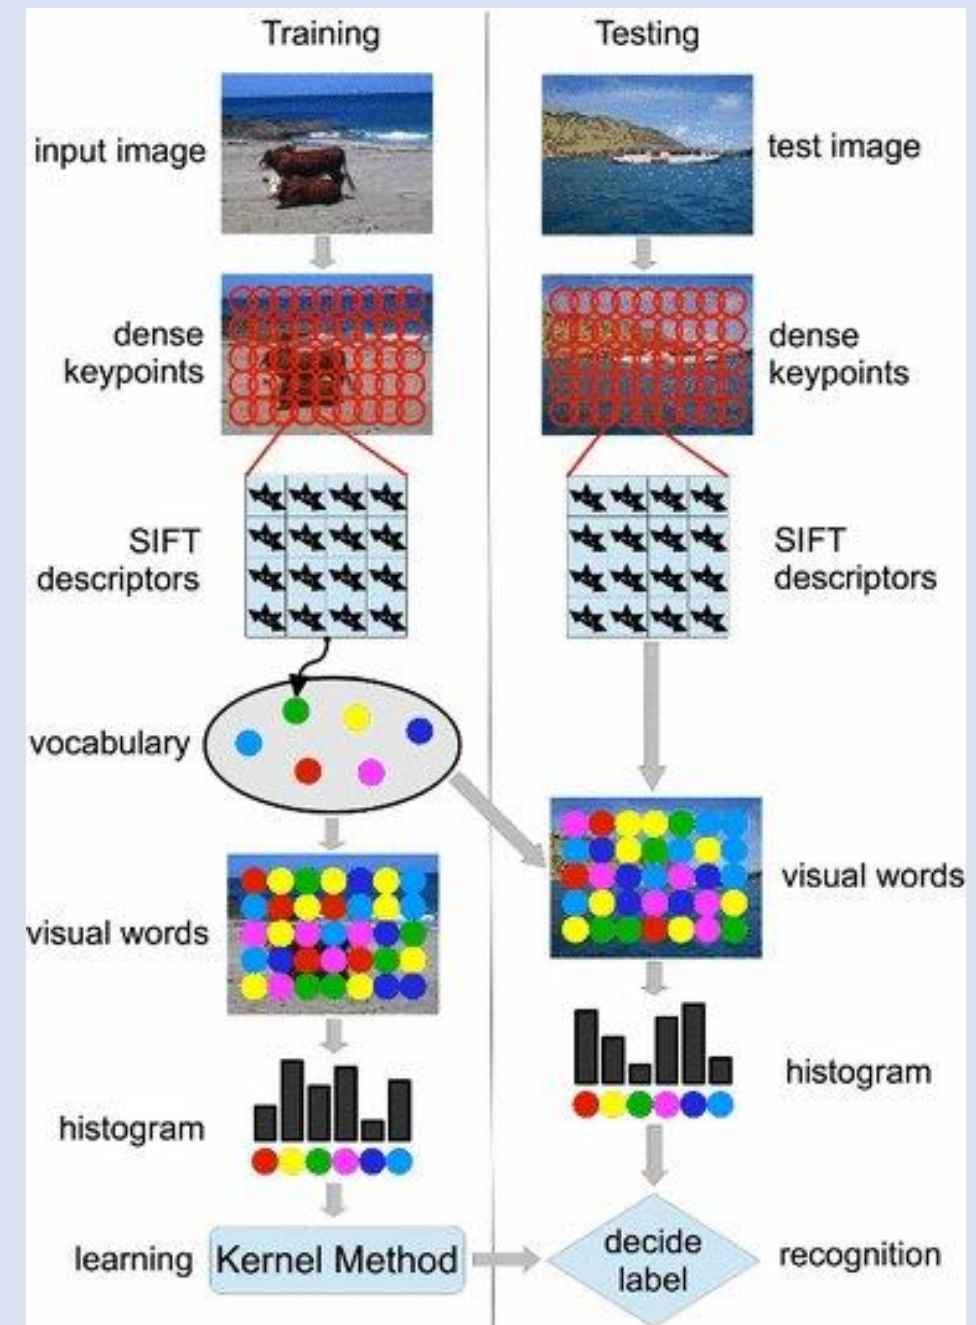 Training
input image
dense
keypoints
SIFT
descriptors
vocabulary
visual words
histogram
learning
Kernel Method
Testing
test image
dense
keypoints
SIFT
descriptors
visual words
histogram
decide
label
recognition